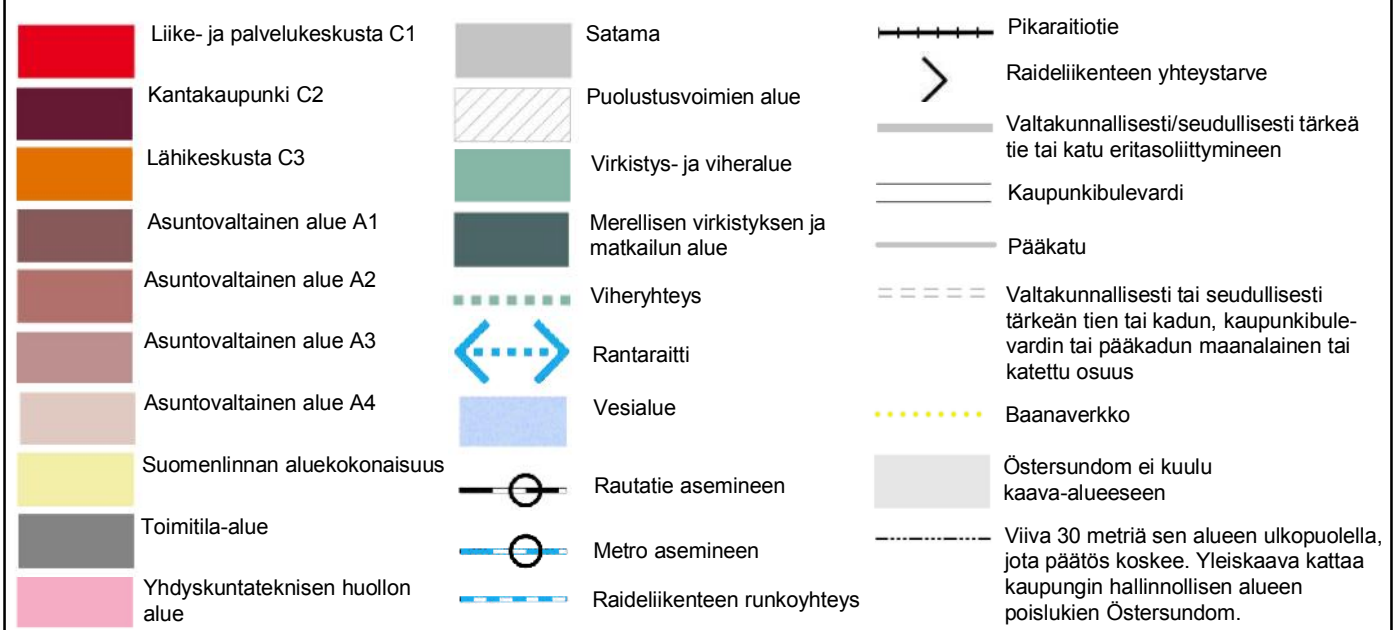 Liike- ja palvelukeskusta C1
Kantakaupunki C2
Lähikeskusta C3
Asuntovaltainen alue A1
Asuntovaltainen alue A2
Asuntovaltainen alue A3
Asuntovaltainen alue A4
Suomenlinnan aluekokonaisuus
Toimitila-alue
Yhdyskuntateknisen huollon
alue
Satama
Puolustusvoimien alue
Virkistys- ja viheralue
Merellisen virkistyksen ja
matkailun alue
Viheryhteys
Rantaraitti
Vesialue
Rautatie asemineen
Metro asemineen
Raideliikenteen runkoyhteys
Pikaraitiotie
Raideliikenteen yhteystarve
Valtakunnallisesti/seudullisesti tärkeä
tie tai katu eritasoliittymineen
Kaupunkibulevardi
Pääkatu
Valtakunnallisesti tai seudullisesti
tärkeän tien tai kadun, kaupunkibule-
vardin tai pääkadun maanalainen tai
katettu osuus
Baanaverkko
Östersundom ei kuulu
kaava-alueeseen
Viiva 30 metriä sen alueen ulkopuolella,
jota päätös koskee. Yleiskaava kattaa
kaupungin hallinnollisen alueen
poislukien Östersundom.